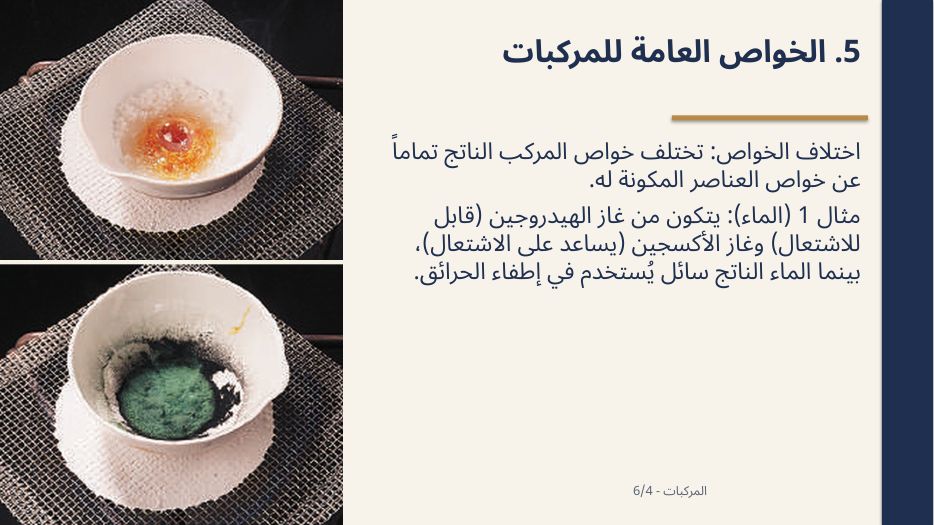 5. الخواص العامة للمركبات
اختلاف الخواص: تختلف خواص المركب الناتج تماماً
عن خواص العناصر المكونة له.
مثال 1 (الماء): يتكون من غاز الهيدروجين (قابل
للاشتعال) وغاز الأكسجين (يساعد على الاشتعال)،
بينما الماء الناتج سائل يُستخدم في إطفاء الحرائق.
المركبات - 6/4